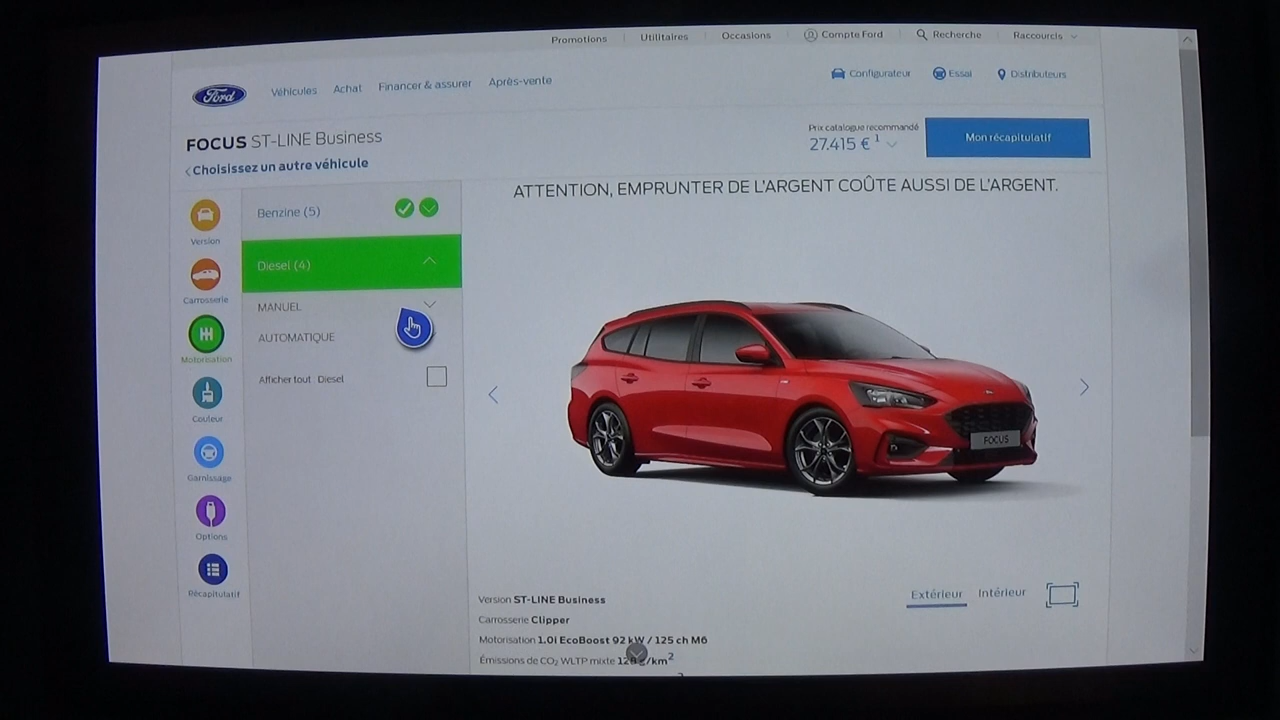 Promotions
Utilitaires
Occasions
Compte Ford
Recherche
Raccourcis
Ford
Véhicules
Achat
Financer & assurer
Après-vente
Configurateur
Essai
Distributeurs
FOCUS ST-LINE Business
Choisissez un autre véhicule
Prix catalogue recommandé
27.415 € 1
Mon récapitulatif
ATTENTION, EMPRUNTER DE L'ARGENT COÛTE AUSSI DE L'ARGENT.
Version
Carrosserie
Motorisation
Couleur
Garnissage
Options
Récapitulatif
Benzine (5)
Diesel (4)
MANUEL
AUTOMATIQUE
Afficher tout : Diesel
FOCUS
Extérieur
Intérieur
Version ST-LINE Business
Carrosserie Clipper
Motorisation 1.0i EcoBoost 92 kW / 125 ch M6
Émissions de CO₂ WLTP mixte